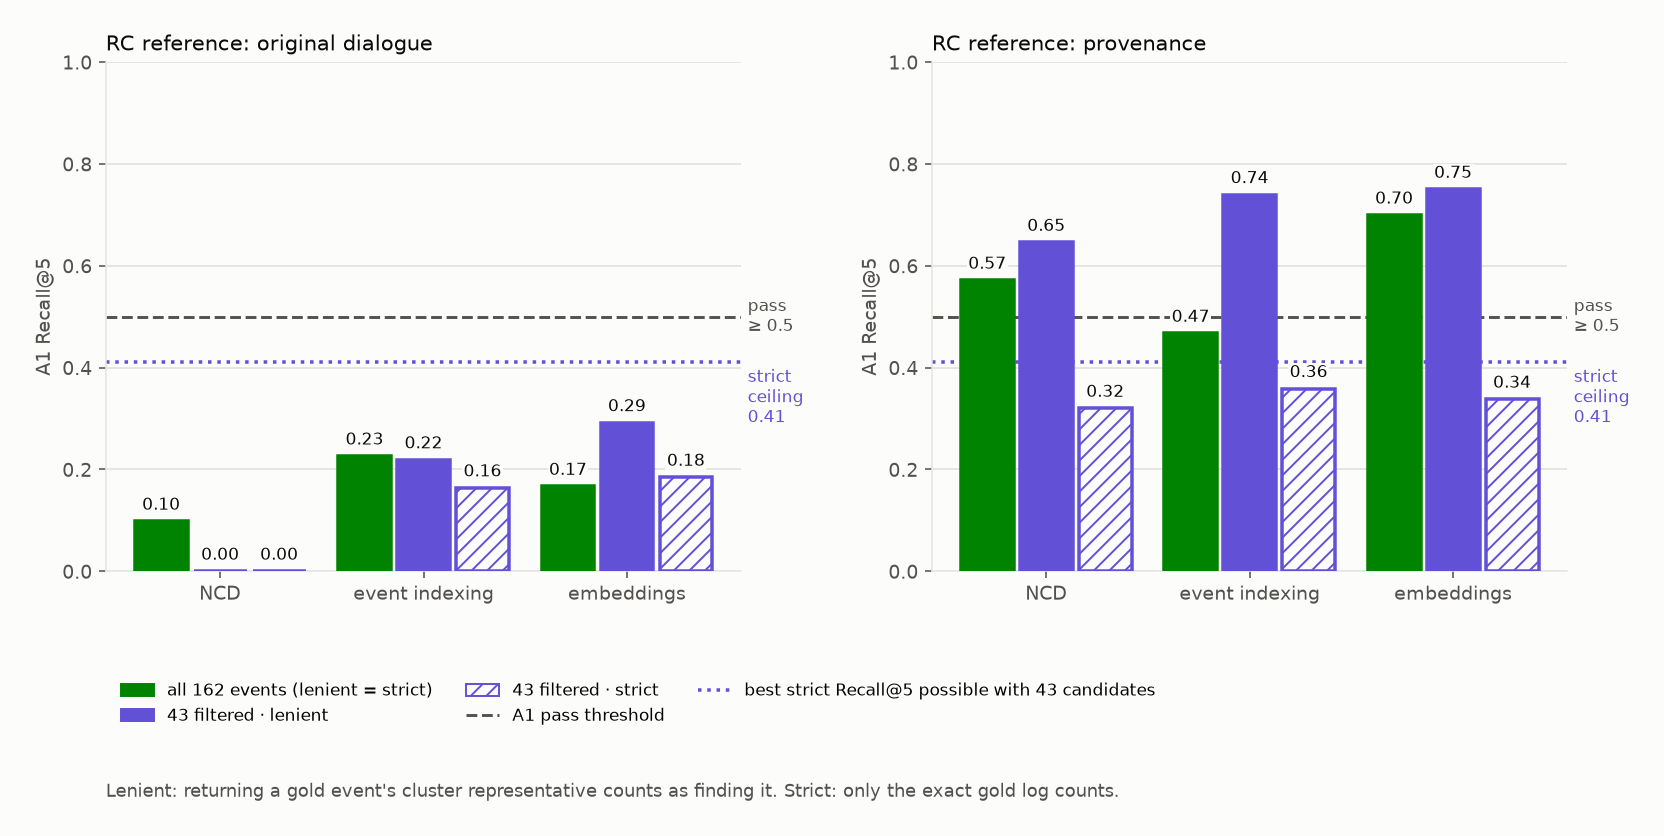 RC reference: original dialogue
1.0
0.8
0.6
0.4
0.2
0.0
A1 Recall@5
0.10
0.00
0.00
0.23
0.22
0.16
0.17
0.29
0.18
pass
≥ 0.5
strict
ceiling
0.41
NCD
event indexing
embeddings
RC reference: provenance
1.0
0.8
0.6
0.4
0.2
0.0
A1 Recall@5
0.57
0.65
0.32
0.47
0.74
0.36
0.70
0.75
0.34
pass
≥ 0.5
strict
ceiling
0.41
NCD
event indexing
embeddings
all 162 events (lenient = strict)
43 filtered · lenient
43 filtered · strict
A1 pass threshold
best strict Recall@5 possible with 43 candidates
Lenient: returning a gold event's cluster representative counts as finding it. Strict: only the exact gold log counts.